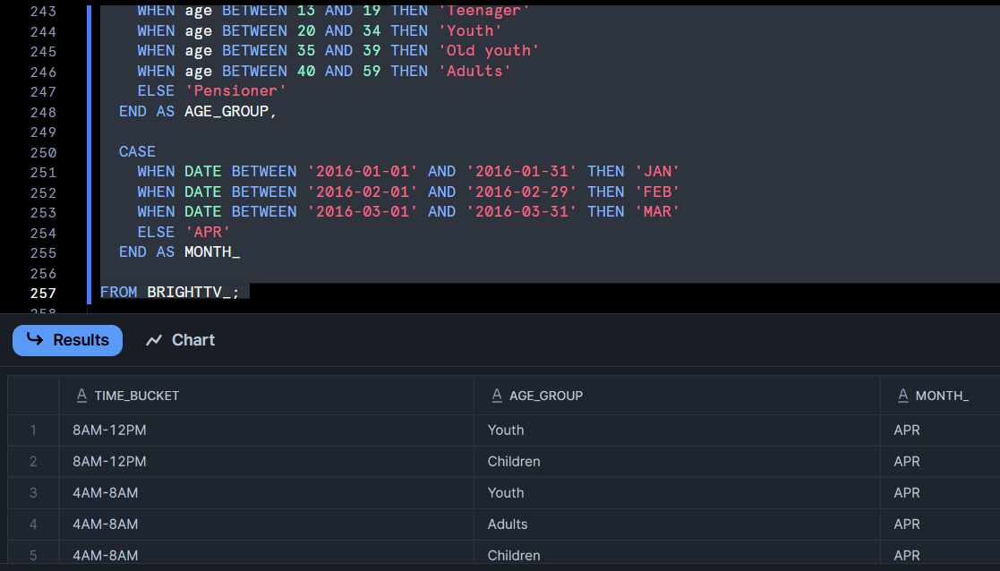 243 WHEN age BETWEEN 13 AND 19 THEN 'Teenager'
244 WHEN age BETWEEN 20 AND 34 THEN 'Youth'
245 WHEN age BETWEEN 35 AND 39 THEN 'Old youth'
246 WHEN age BETWEEN 40 AND 59 THEN 'Adults'
247 ELSE 'Pensioner'
248 END AS AGE_GROUP,
249
250 CASE
251 WHEN DATE BETWEEN '2016-01-01' AND '2016-01-31' THEN 'JAN'
252 WHEN DATE BETWEEN '2016-02-01' AND '2016-02-29' THEN 'FEB'
253 WHEN DATE BETWEEN '2016-03-01' AND '2016-03-31' THEN 'MAR'
254 ELSE 'APR'
255 END AS MONTH_
256
257 FROM BRIGHTTV_;
258
Results Chart
A TIME_BUCKET A AGE_GROUP A MONTH_
1 8AM-12PM Youth APR
2 8AM-12PM Children APR
3 4AM-8AM Youth APR
4 4AM-8AM Adults APR
5 4AM-8AM Children APR